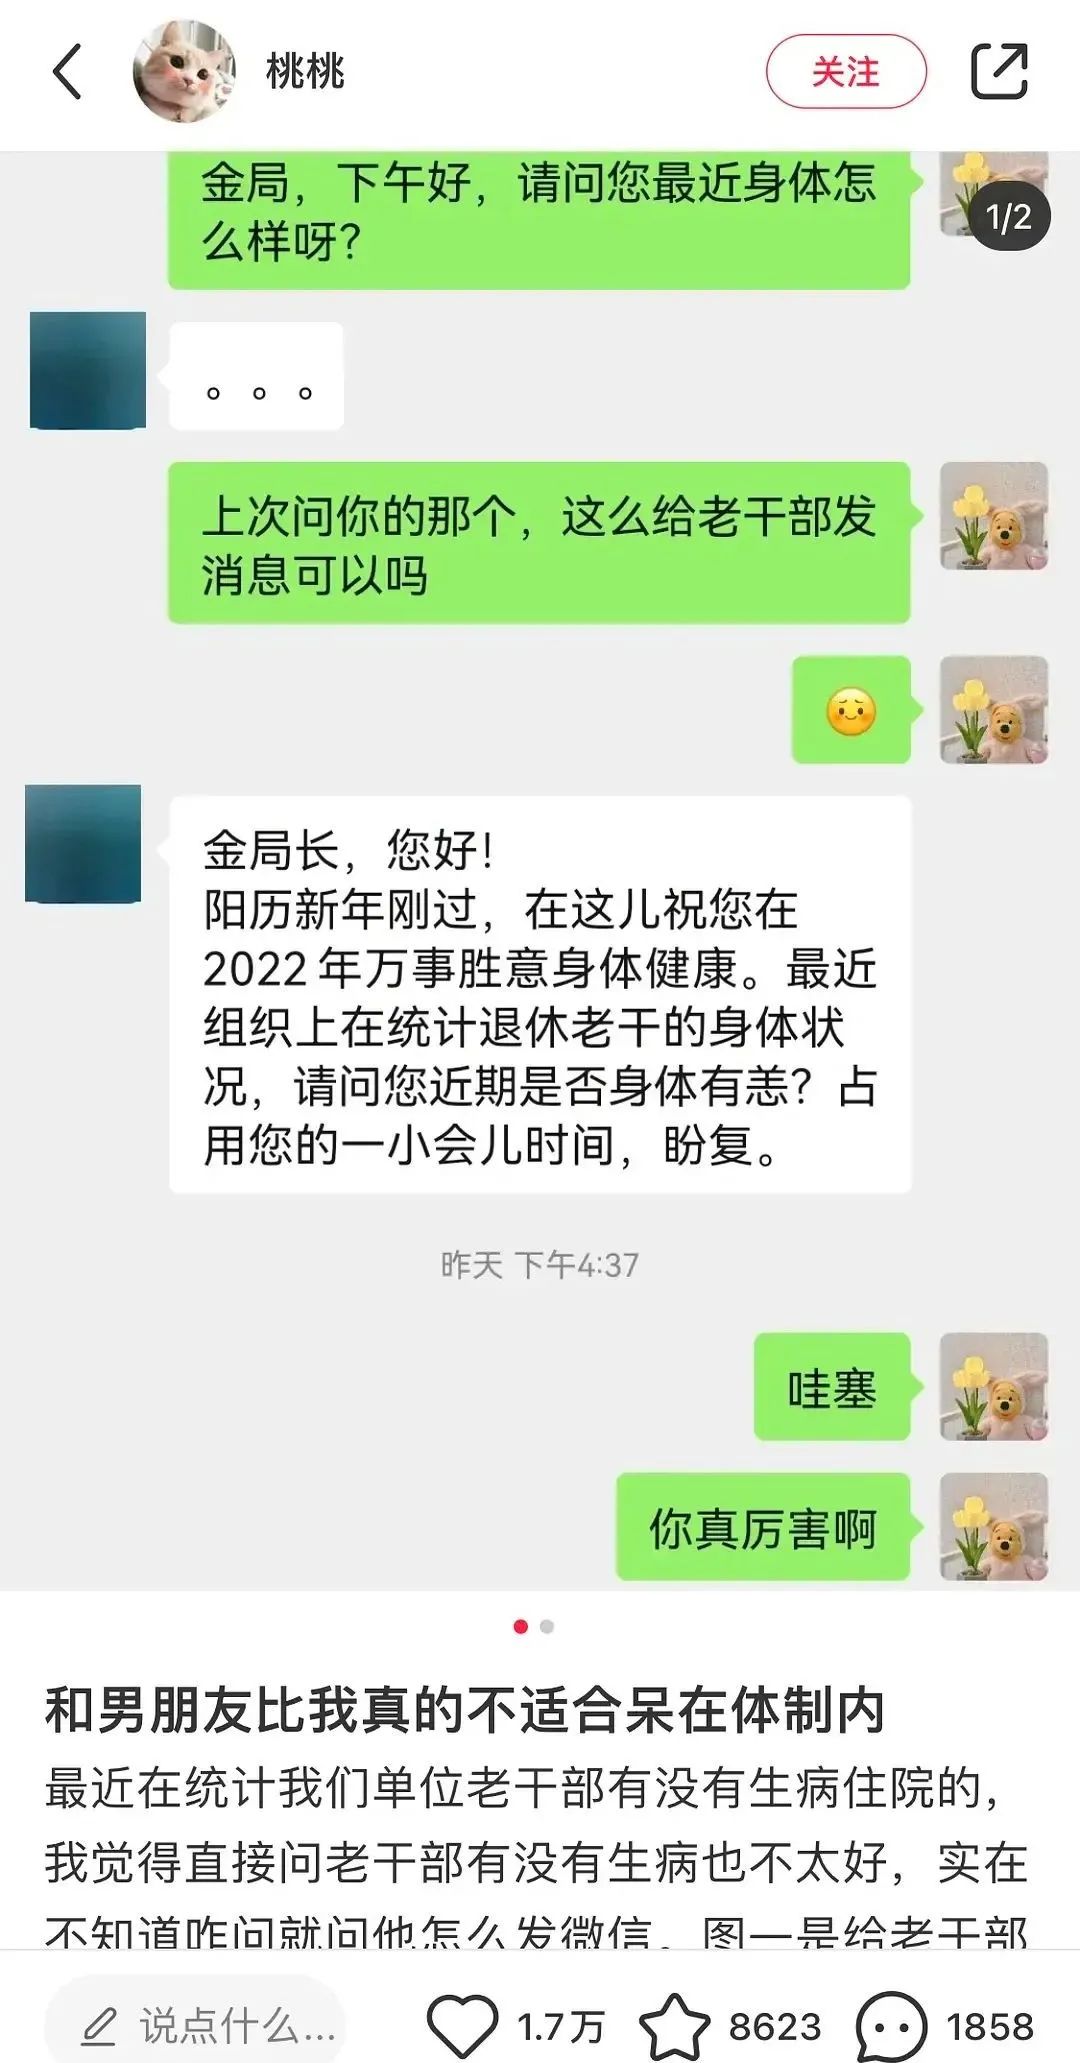 桃桃
关注
金局，下午好，请问您最近身体怎
么样呀？
1/2
。。。
上次问你的那个，这么给老干部发
消息可以吗
金局长，您好！
阳历新年刚过，在这儿祝您在
2022年万事胜意身体健康。最近
组织上在统计退休老干的身体状
况，请问您近期是否身体有恙？占
用您的一小会儿时间，盼复。
昨天 下午4:37
哇塞
你真厉害啊
和男朋友比我真的不适合呆在体制内
最近在统计我们单位老干部有没有生病住院的，
我觉得直接问老干部有没有生病也不太好，实在
不知道咋问就问他怎么发微信。图一是给老干部
说点什么...
1.7万
8623
1858